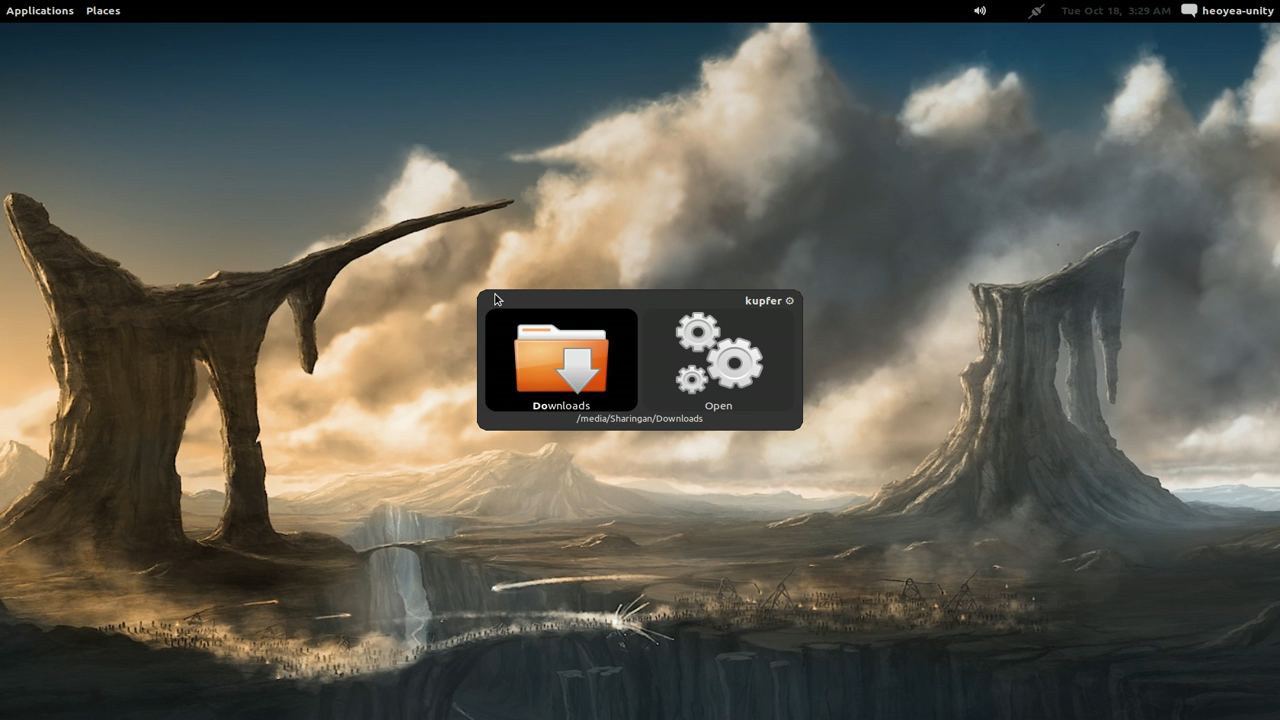 Applications Places Tue Oct 18, 3:29 AM heoyea-unity
kupfer
Downloads Open
/media/Sharingan/Downloads